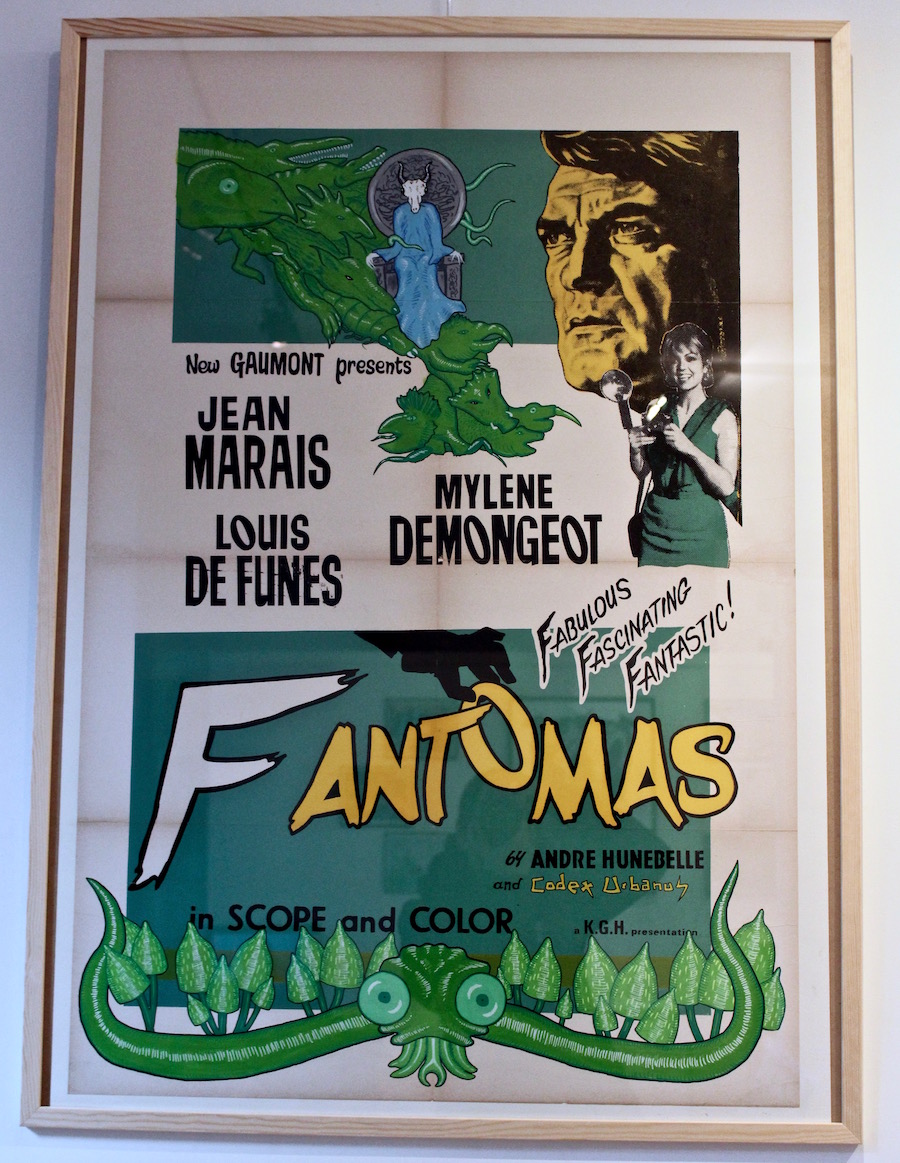 New GAUMONT presents
JEAN
MARAIS
MYLENE
DEMONGEOT
LOUIS
DE FUNES
FABULOUS
FASCINATING
FANTASTIC!
FANTOMAS
by ANDRE HUNEBELLE
and Codex Urbanus
in SCOPE and COLOR
a K.G.H. presentation